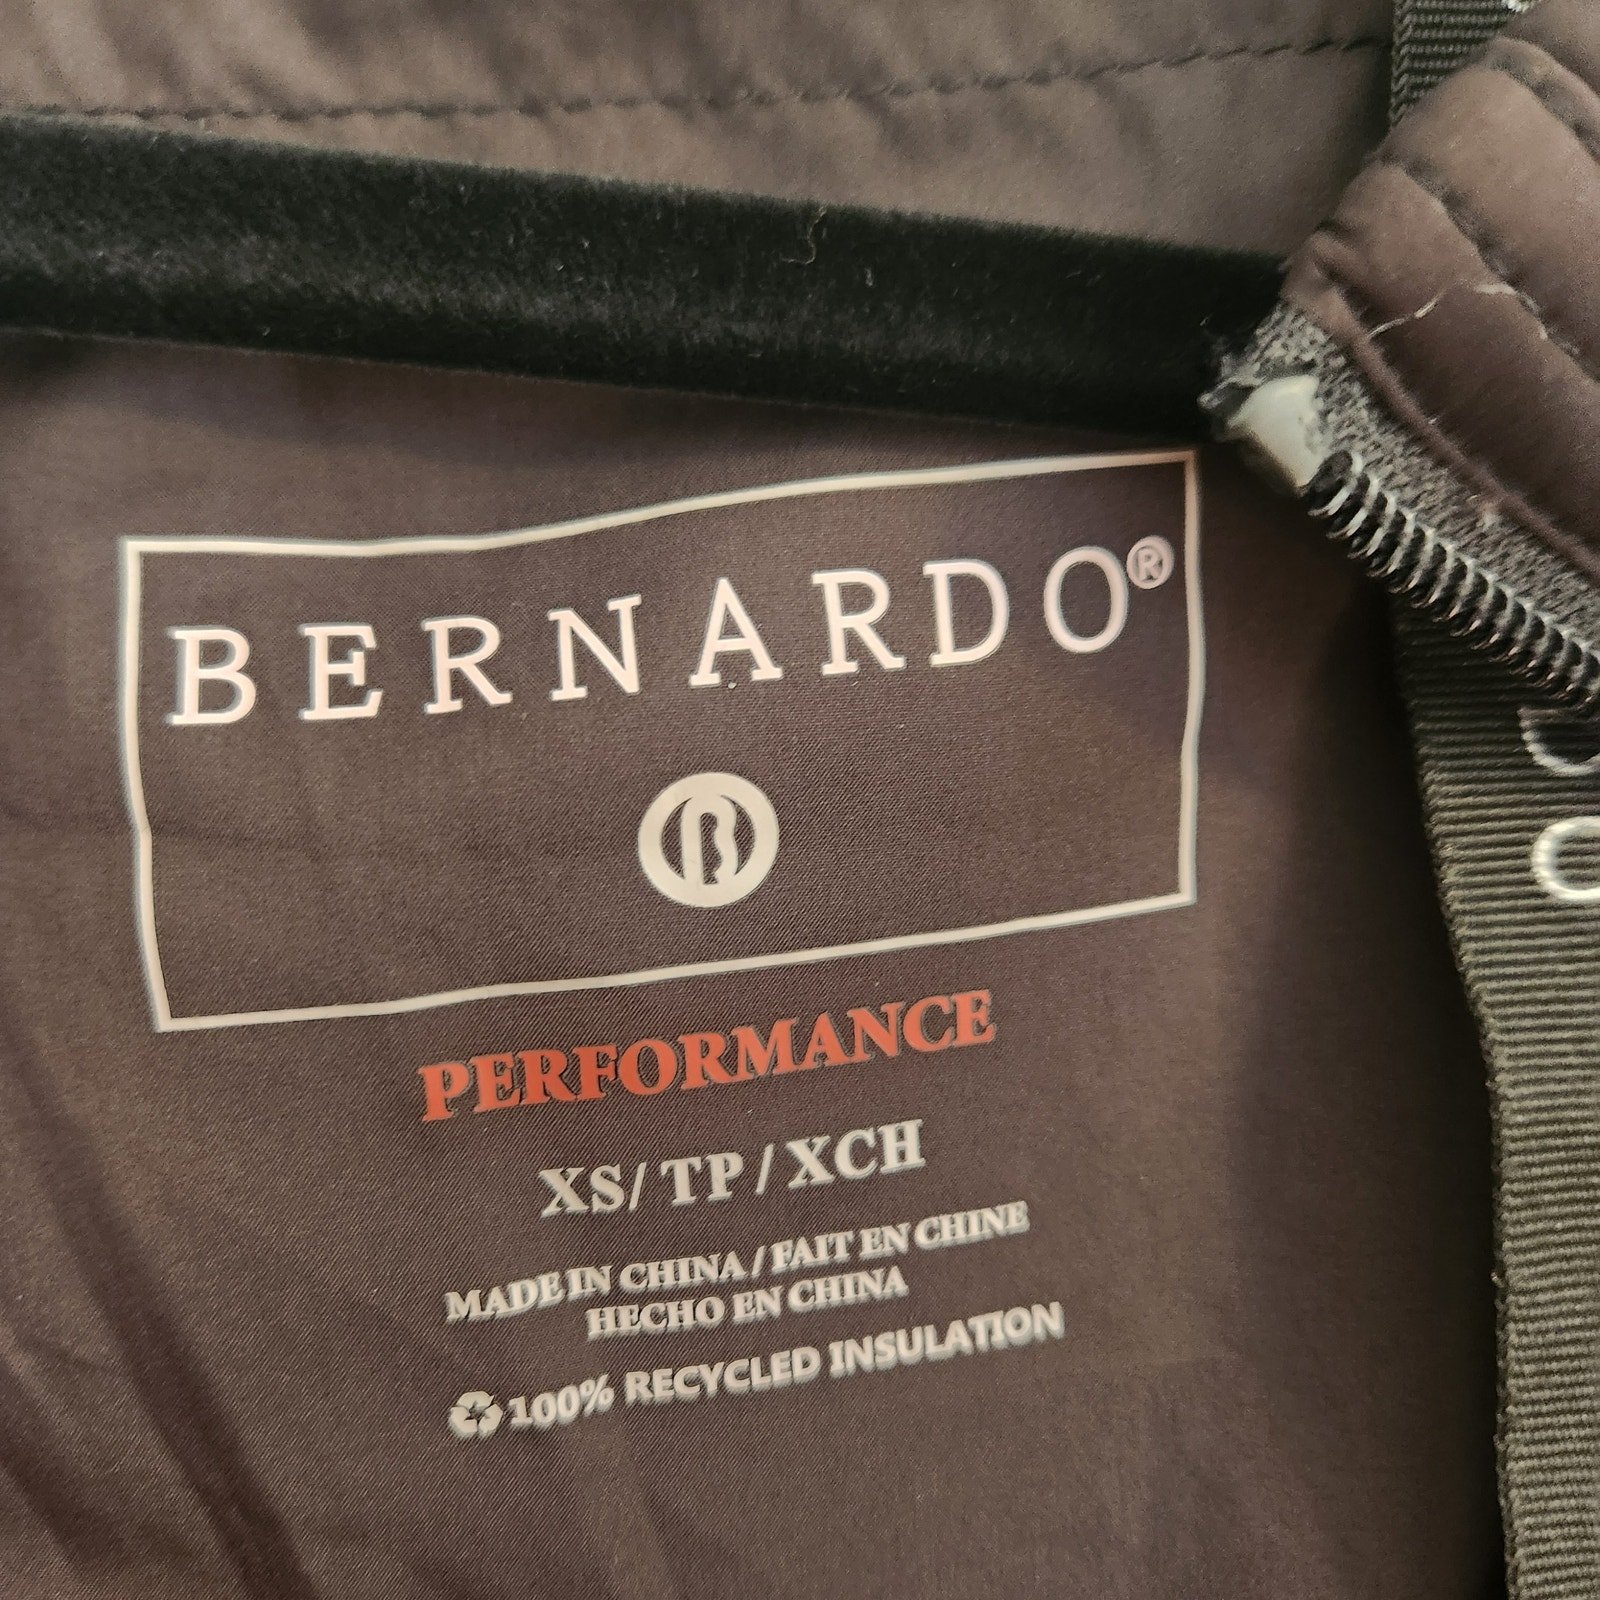 BERNARDO®
PERFORMANCE
XS/TP/XCH
MADE IN CHINA / FAIT EN CHINE
HECHO EN CHINA
100% RECYCLED INSULATION